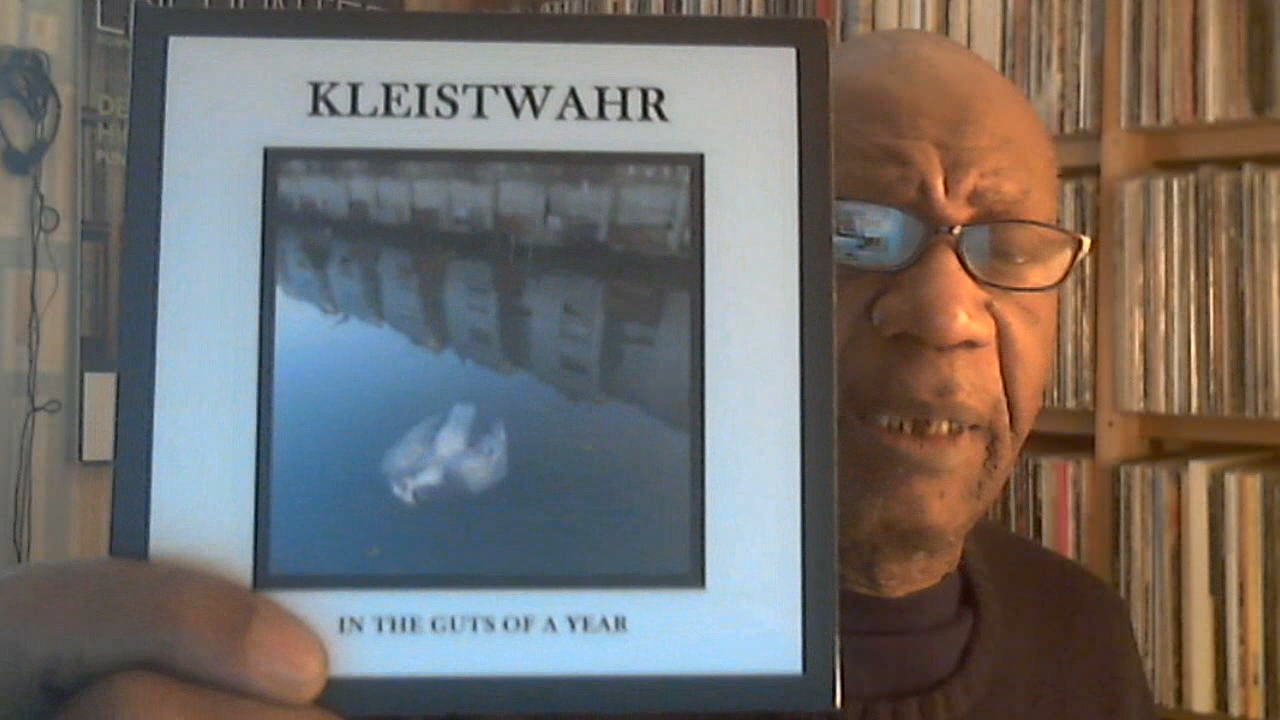 KLEISTWAHR
IN THE GUTS OF A YEAR